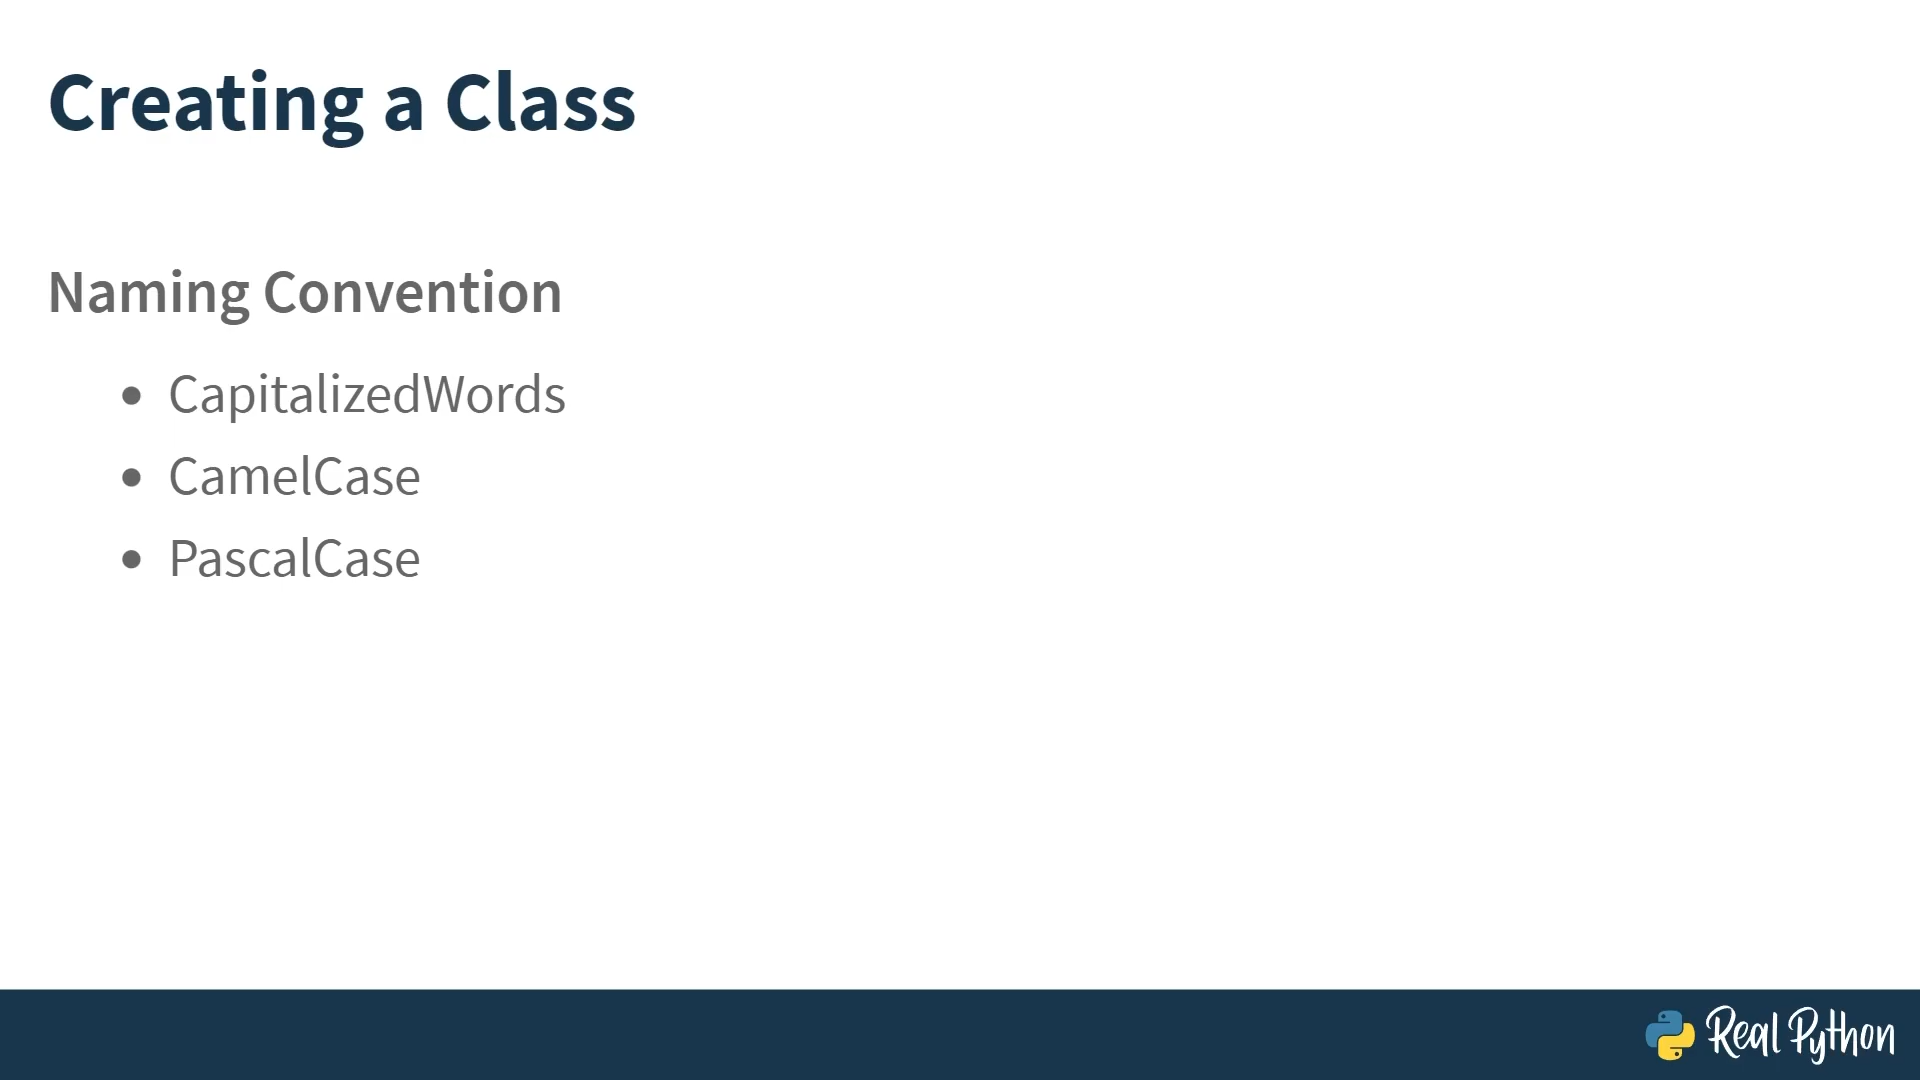 Creating a Class
Naming Convention
CapitalizedWords
CamelCase
PascalCase
Real Python